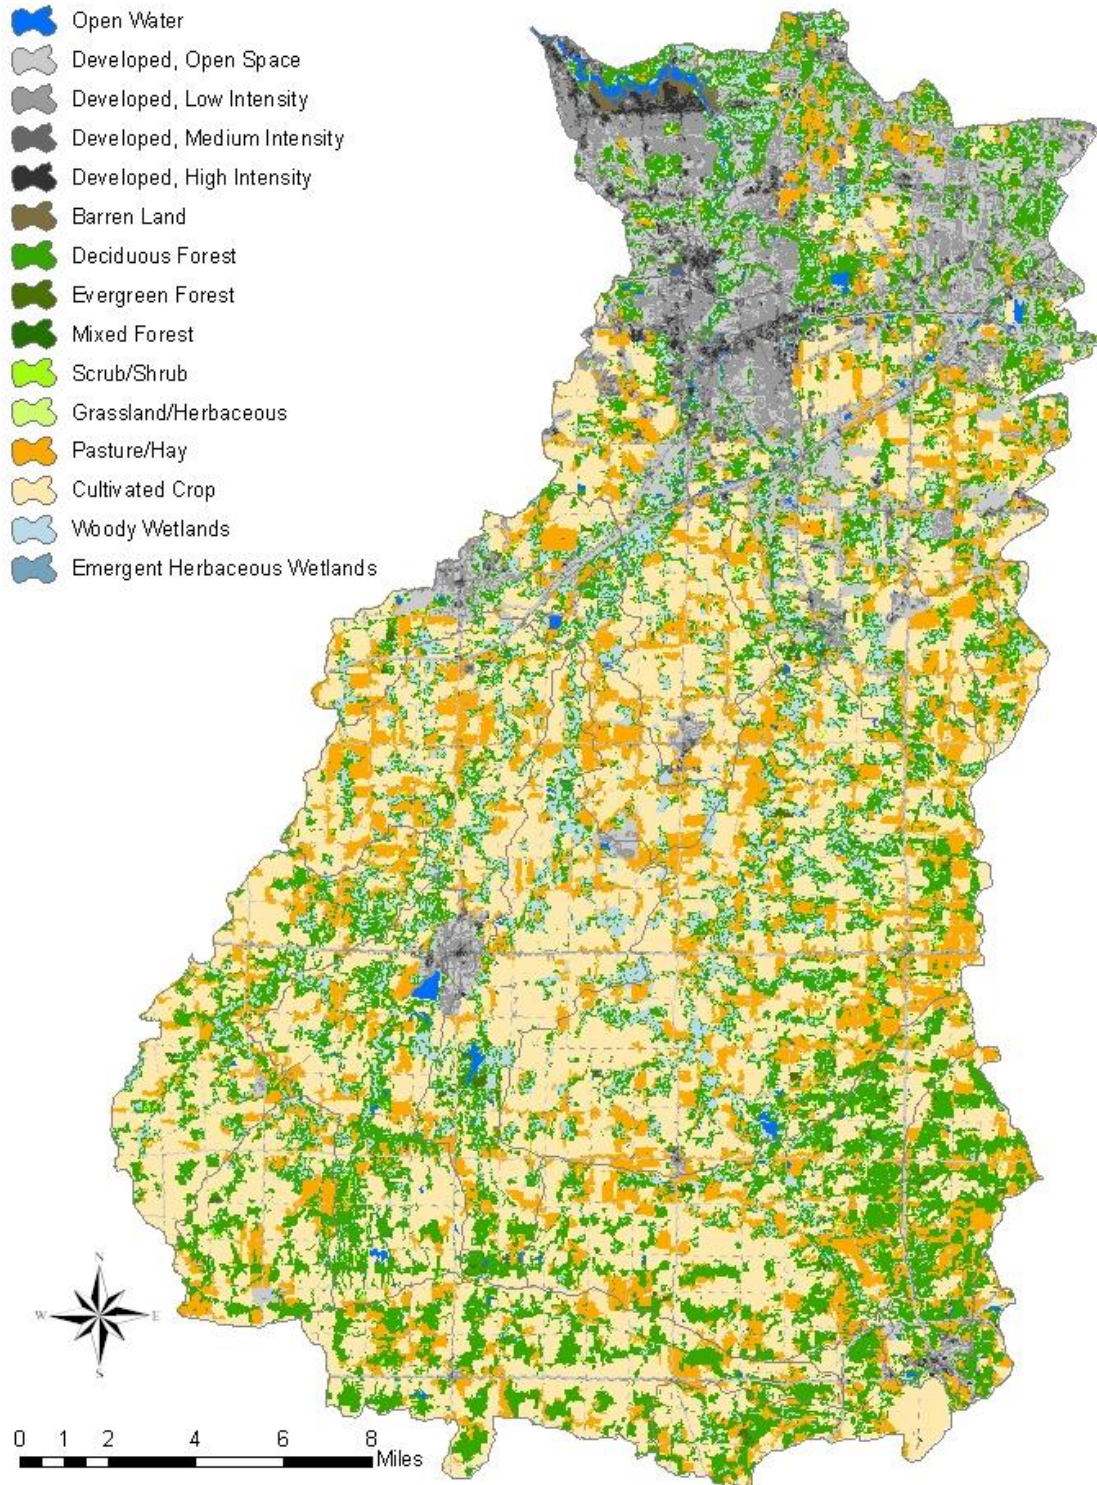 Open Water
Developed, Open Space
Developed, Low Intensity
Developed, Medium Intensity
Developed, High Intensity
Barren Land
Deciduous Forest
Evergreen Forest
Mixed Forest
Scrub/Shrub
Grassland/Herbaceous
Pasture/Hay
Cultivated Crop
Woody Wetlands
Emergent Herbaceous Wetlands
N
W E
S
0 1 2 4 6 8
Miles